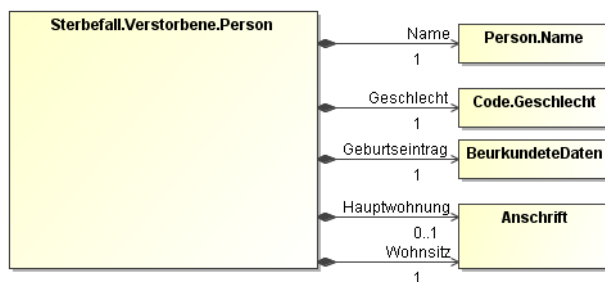 Sterbefall.Verstorbene.Person
Name
1
Person.Name
Geschlecht
1
Code.Geschlecht
Geburtseintrag
1
BeurkundeteDaten
Hauptwohnung
0..1
Anschrift
Wohnsitz
1